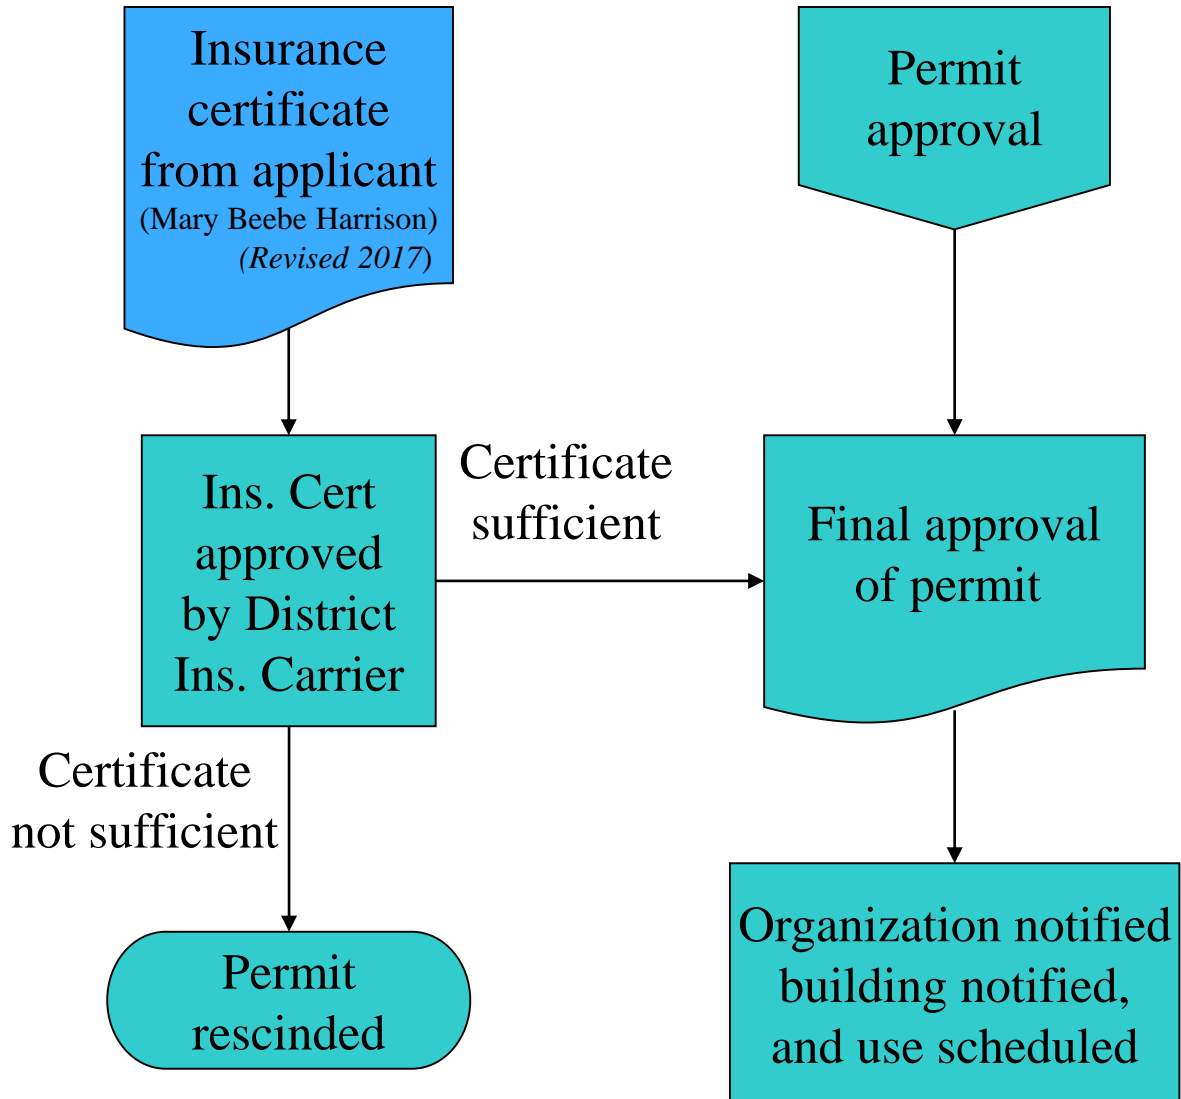 Insurance
certificate
from applicant
(Mary Beebe Harrison)
(Revised 2017)
Permit
approval
Ins. Cert
approved
by District
Ins. Carrier
Certificate
sufficient
Final approval
of permit
Certificate
not sufficient
Permit
rescinded
Organization notified
building notified,
and use scheduled